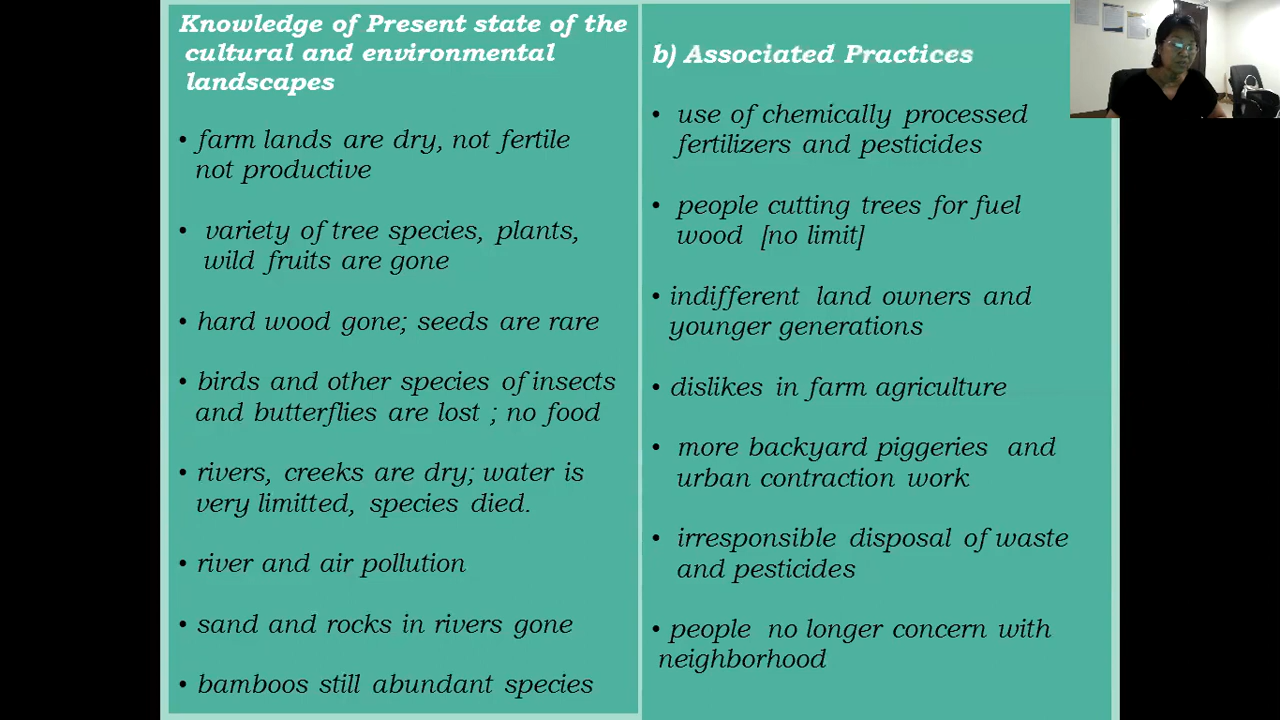 Knowledge of Present state of the
cultural and environmental
landscapes
• farm lands are dry, not fertile
not productive
• variety of tree species, plants,
wild fruits are gone
• hard wood gone; seeds are rare
• birds and other species of insects
and butterflies are lost ; no food
• rivers, creeks are dry; water is
very limitted, species died.
• river and air pollution
• sand and rocks in rivers gone
• bamboos still abundant species
b) Associated Practices
• use of chemically processed
fertilizers and pesticides
• people cutting trees for fuel
wood [no limit]
• indifferent land owners and
younger generations
• dislikes in farm agriculture
• more backyard piggeries and
urban contraction work
• irresponsible disposal of waste
and pesticides
• people no longer concern with
neighborhood